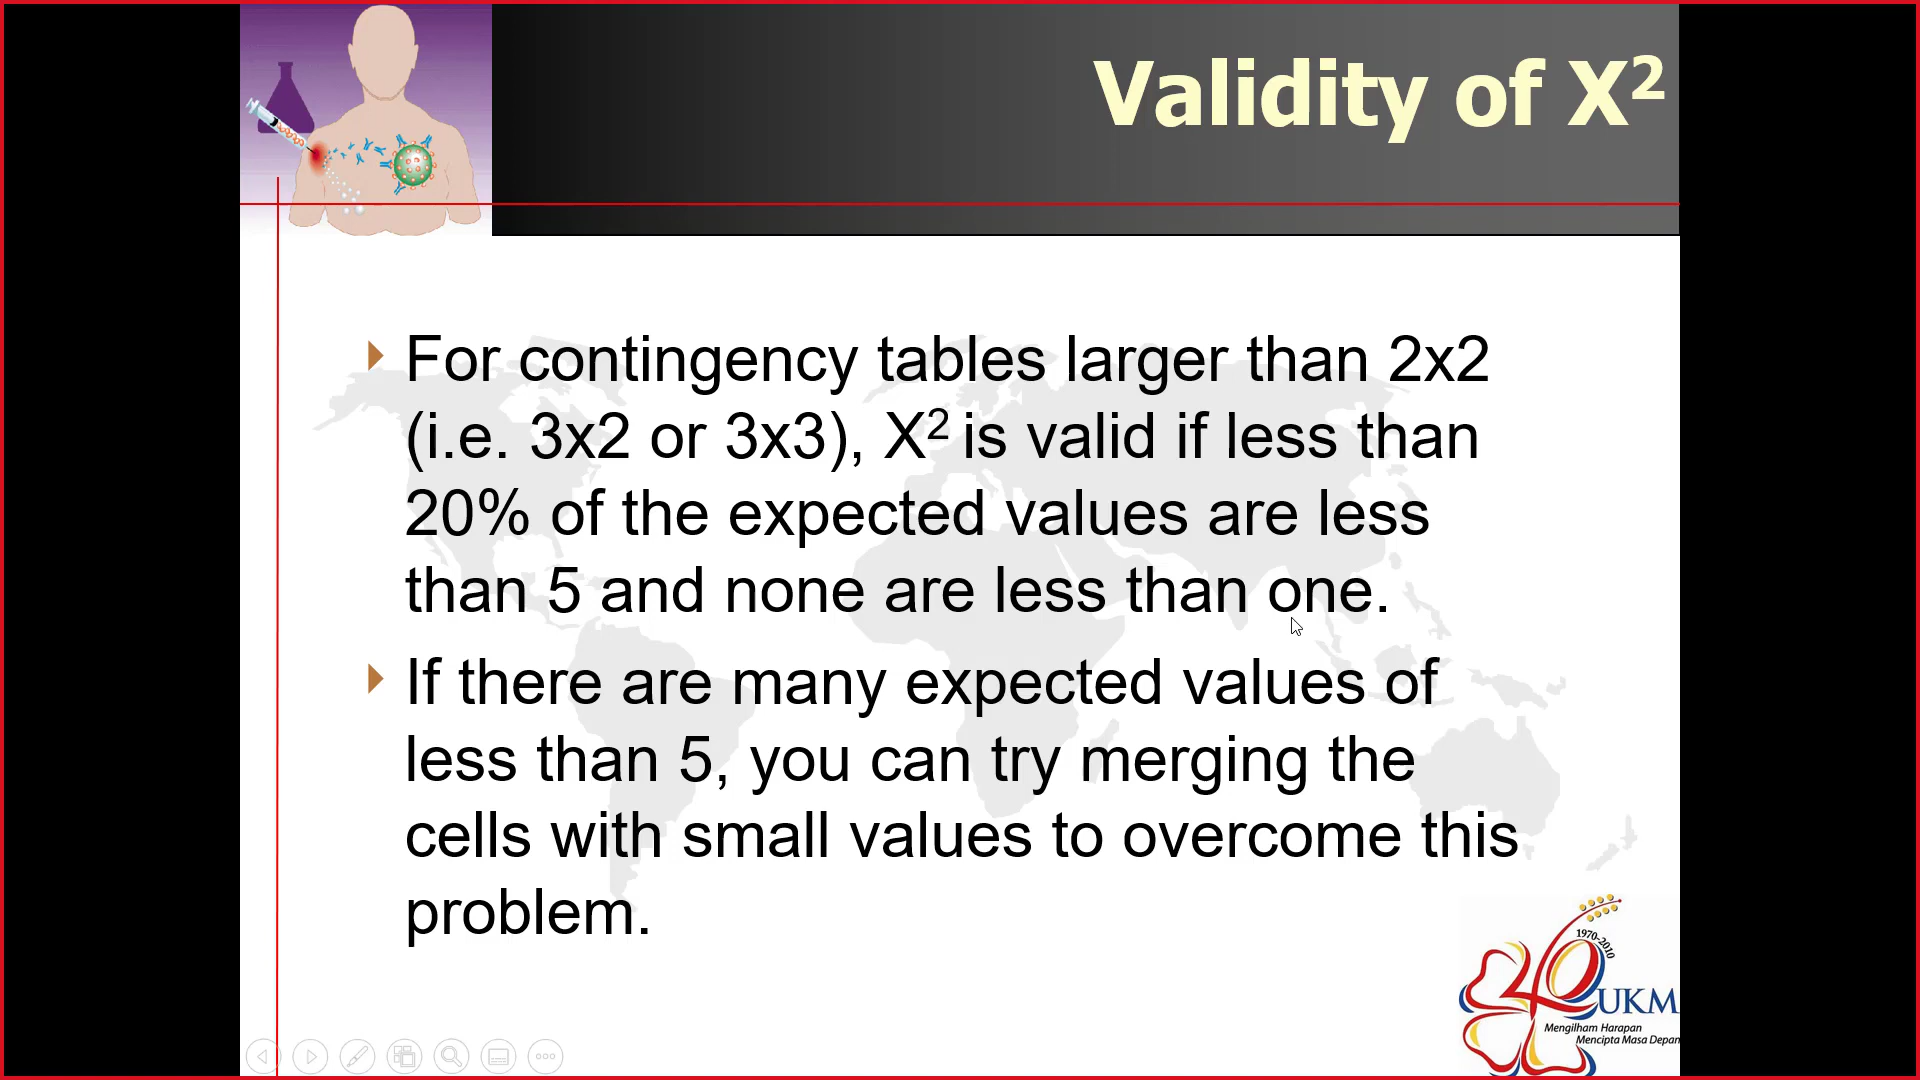 Validity of X²
For contingency tables larger than 2x2
(i.e. 3x2 or 3x3), X² is valid if less than
20% of the expected values are less
than 5 and none are less than one.
If there are many expected values of
less than 5, you can try merging the
cells with small values to overcome this
problem.
1970-2010
40
UKM
Mengilham Harapan
Mencipta Masa Depan